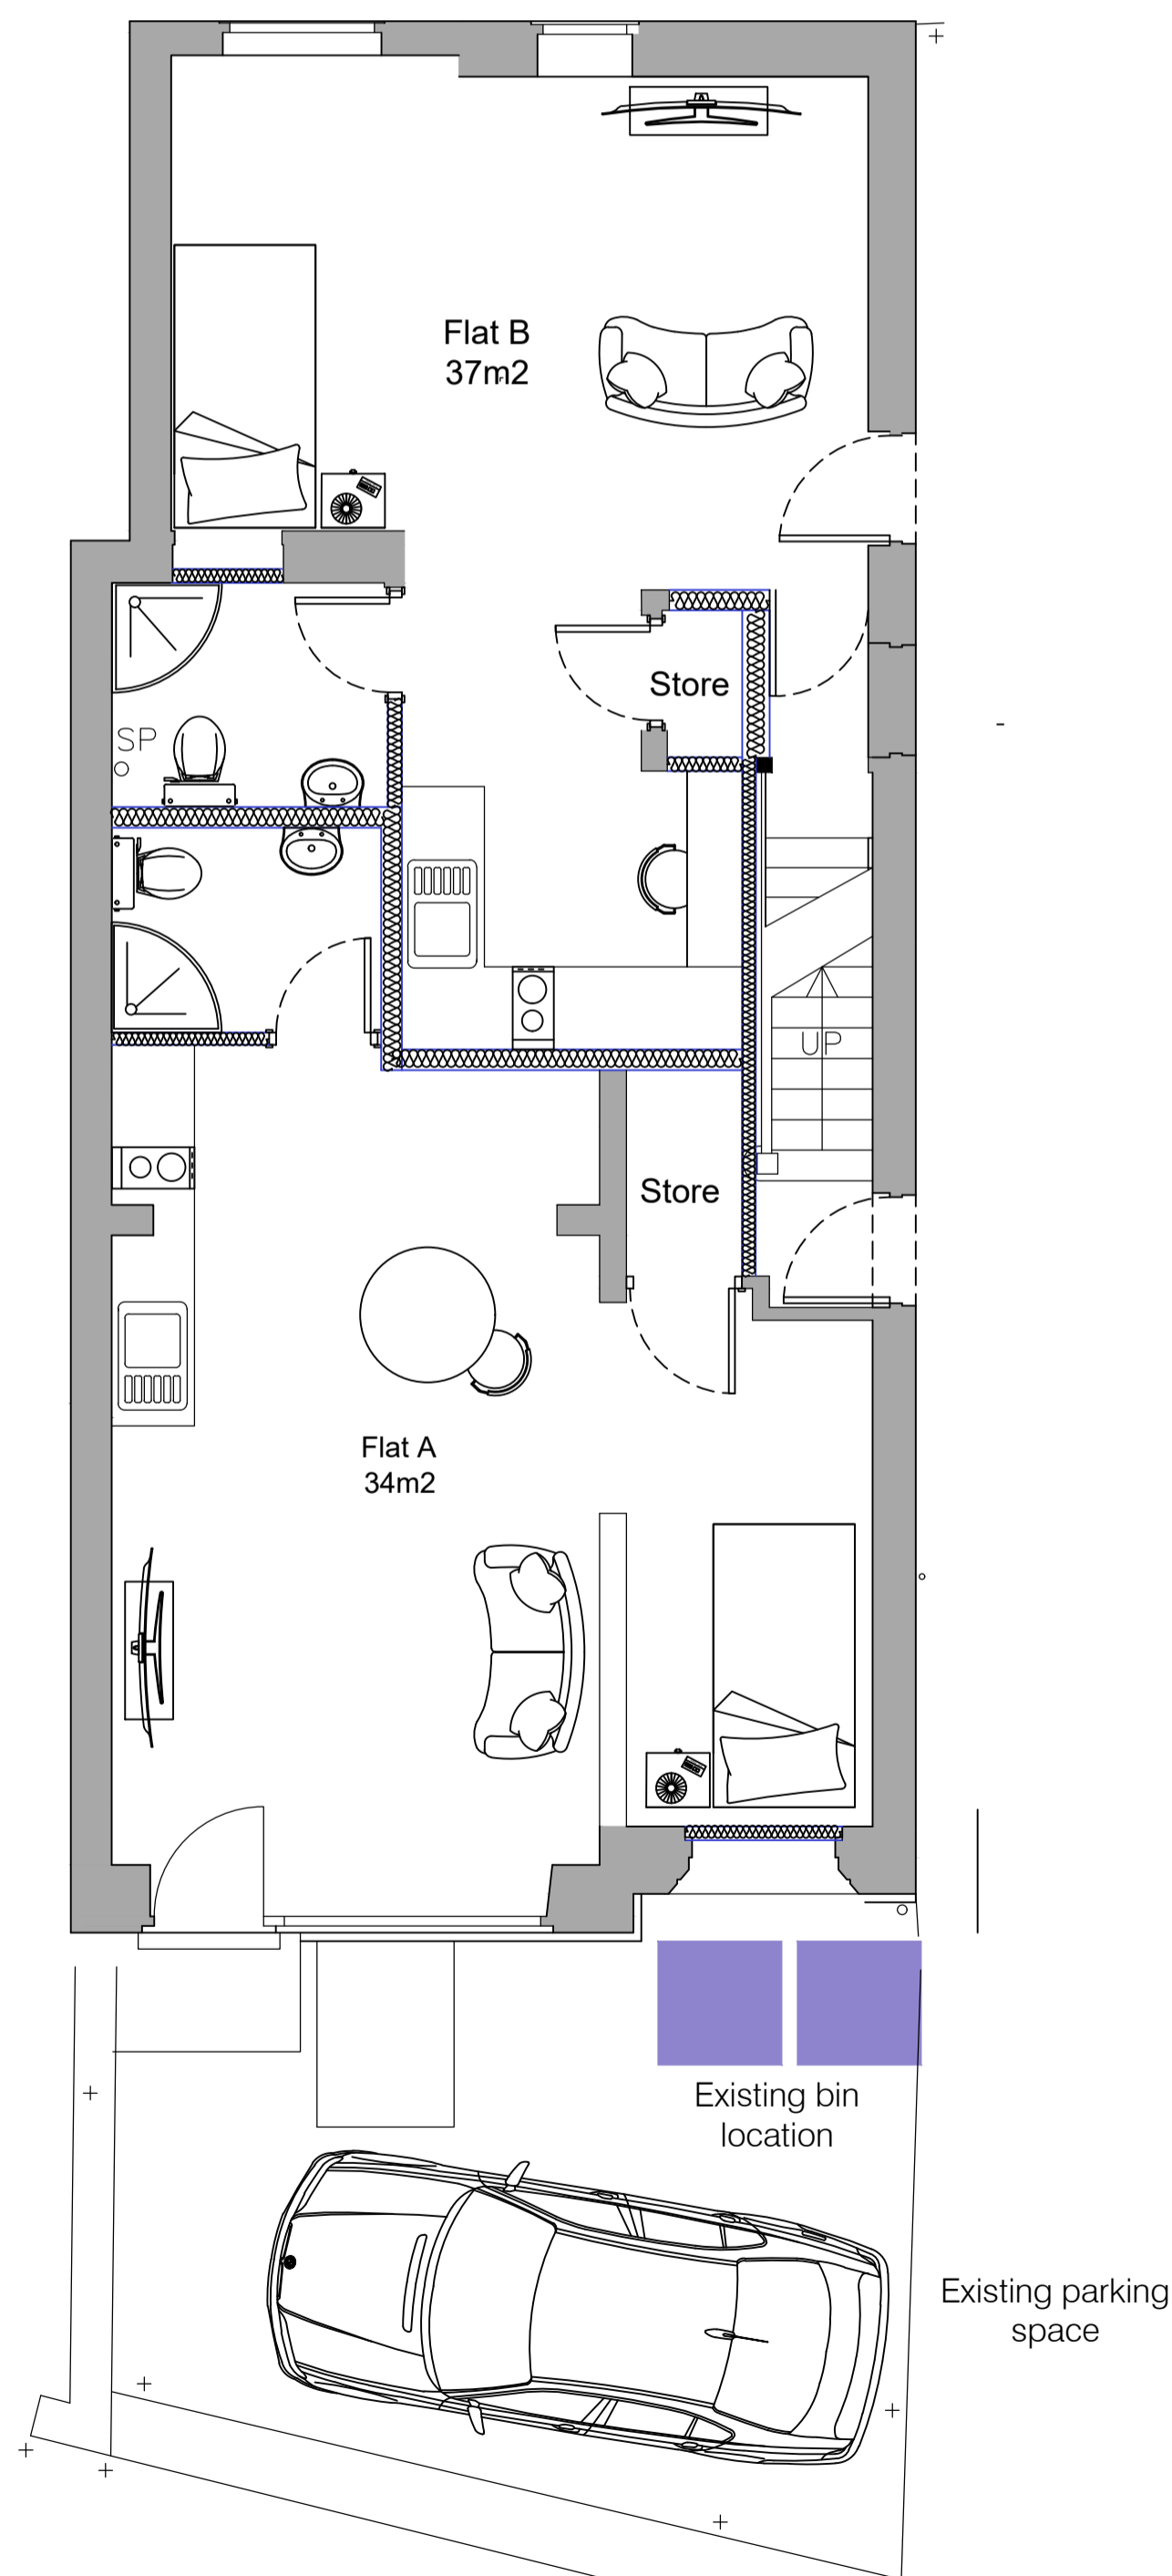 Flat B
37m2
Store
SP
UP
Store
Flat A
34m2
Existing bin
location
Existing parking
space